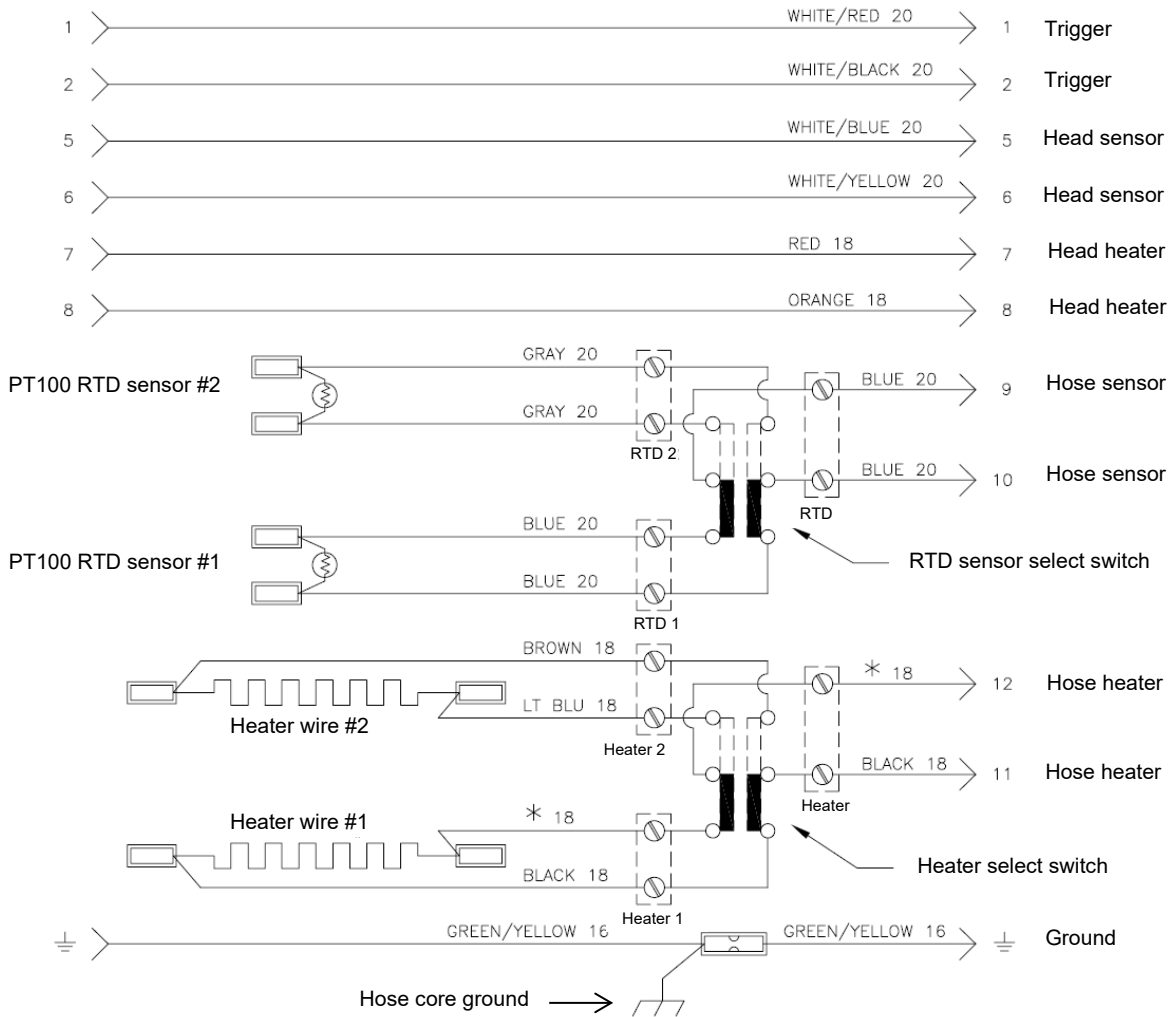 WHITE/RED 20
1 1 Trigger
WHITE/BLACK 20
2 2 Trigger
WHITE/BLUE 20
5 5 Head sensor
WHITE/YELLOW 20
6 6 Head sensor
RED 18
7 7 Head heater
ORANGE 18
8 8 Head heater
GRAY 20
PT100 RTD sensor #2
BLUE 20
9 Hose sensor
GRAY 20
RTD 2
BLUE 20
10 Hose sensor
RTD
BLUE 20
PT100 RTD sensor #1
RTD sensor select switch
BLUE 20
RTD 1
BROWN 18
* 18
12 Hose heater
LT BLU 18
Heater wire #2
Heater 2
BLACK 18
11 Hose heater
Heater
Heater wire #1
* 18
Heater select switch
BLACK 18
Heater 1
GREEN/YELLOW 16
GREEN/YELLOW 16
Ground
Hose core ground